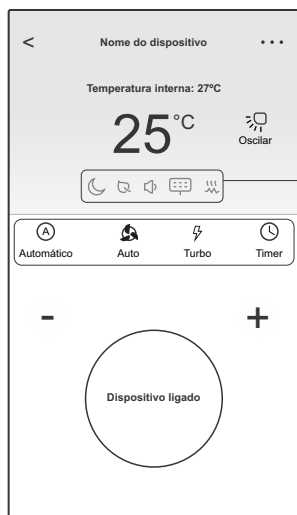 <
Nome do dispositivo
...
Temperatura interna: 27ºC
25°C
Oscilar
A
Automático
Auto
Turbo
Timer
-
+
Dispositivo ligado